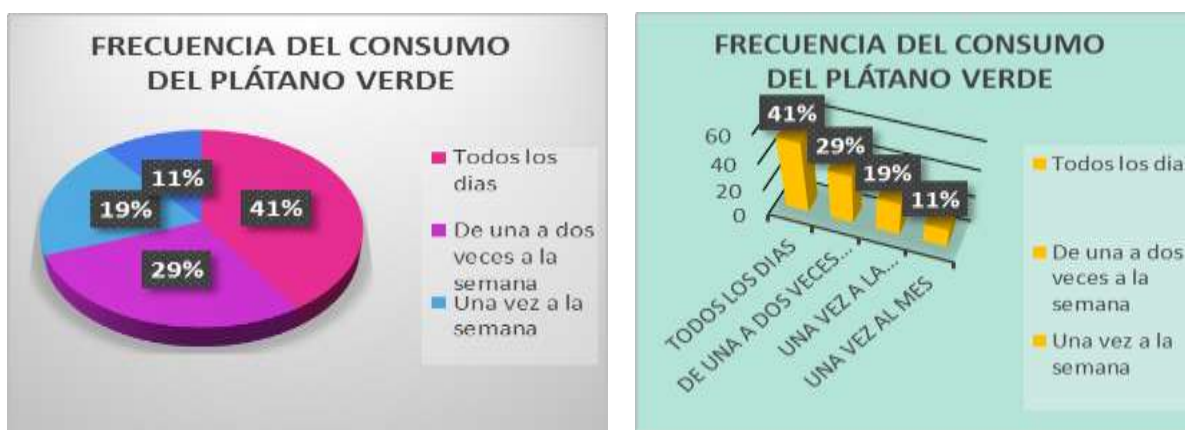 FRECUENCIA DEL CONSUMO
DEL PLÁTANO VERDE
11%
19%
41%
29%
Todos los
dias
De una a dos
veces a la
semana
Una vez a la
semana
FRECUENCIA DEL CONSUMO
DEL PLÁTANO VERDE
41%
29%
19%
11%
60
40
20
0
TODOS LOS DIAS
DE UNA A DOS VECES...
UNA VEZ A LA...
UNA VEZ AL MES
Todos los dia
De una a dos
veces a la
semana
Una vez a la
semana